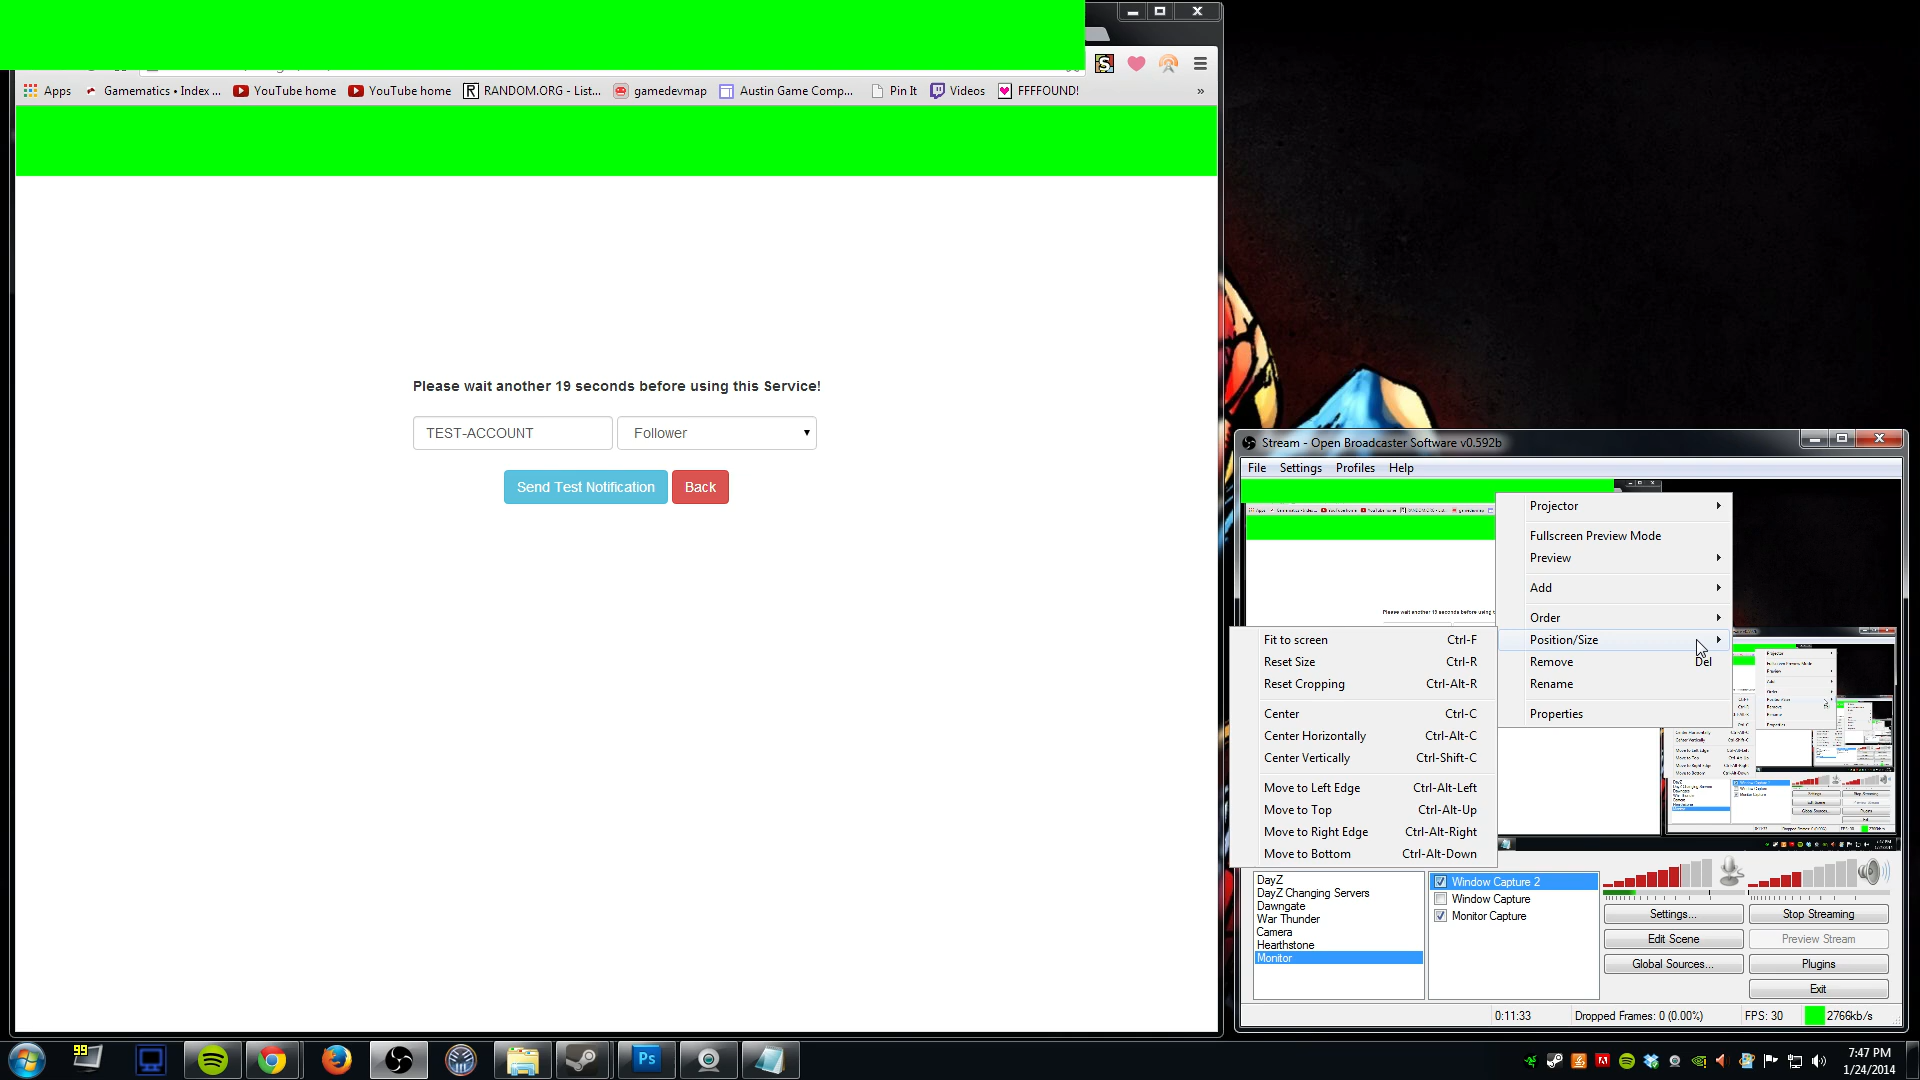 Apps Gamematics • Index ... YouTube home YouTube home RANDOM.ORG - List... gamedevmap Austin Game Comp... Pin It Videos FFFFOUND! »
Please wait another 19 seconds before using this Service!
TEST-ACCOUNT Follower
Send Test Notification Back
Stream - Open Broadcaster Software v0.592b
File Settings Profiles Help
Projector
Fullscreen Preview Mode
Preview
Add
Order
Position/Size
Remove Del
Rename
Properties
Fit to screen Ctrl-F
Reset Size Ctrl-R
Reset Cropping Ctrl-Alt-R
Center Ctrl-C
Center Horizontally Ctrl-Alt-C
Center Vertically Ctrl-Shift-C
Move to Left Edge Ctrl-Alt-Left
Move to Top Ctrl-Alt-Up
Move to Right Edge Ctrl-Alt-Right
Move to Bottom Ctrl-Alt-Down
DayZ
DayZ Changing Servers
Dawngate
War Thunder
Camera
Hearthstone
Monitor
Window Capture 2
Window Capture
Monitor Capture
Settings... Stop Streaming
Edit Scene Preview Stream
Global Sources... Plugins
Exit
0:11:33 Dropped Frames: 0 (0.00%) FPS: 30 2766kb/s
99
Ps
7:47 PM
1/24/2014